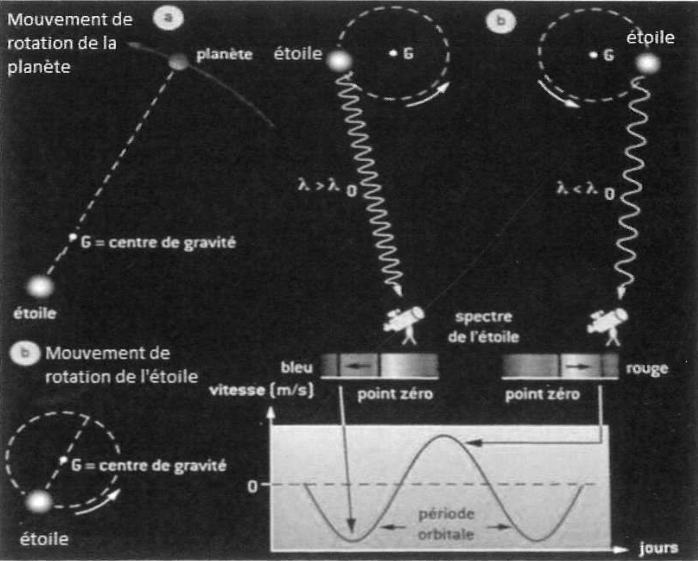 a
Mouvement de
rotation de la
planète
planète
G = centre de gravité
étoile
b
étoile
G
étoile
G
λ > λ 0
λ < λ 0
spectre
de l'étoile
bleu
point zéro
point zéro
rouge
b
Mouvement de
rotation de l'étoile
G = centre de gravité
étoile
vitesse (m/s)
0
période
orbitale
jours